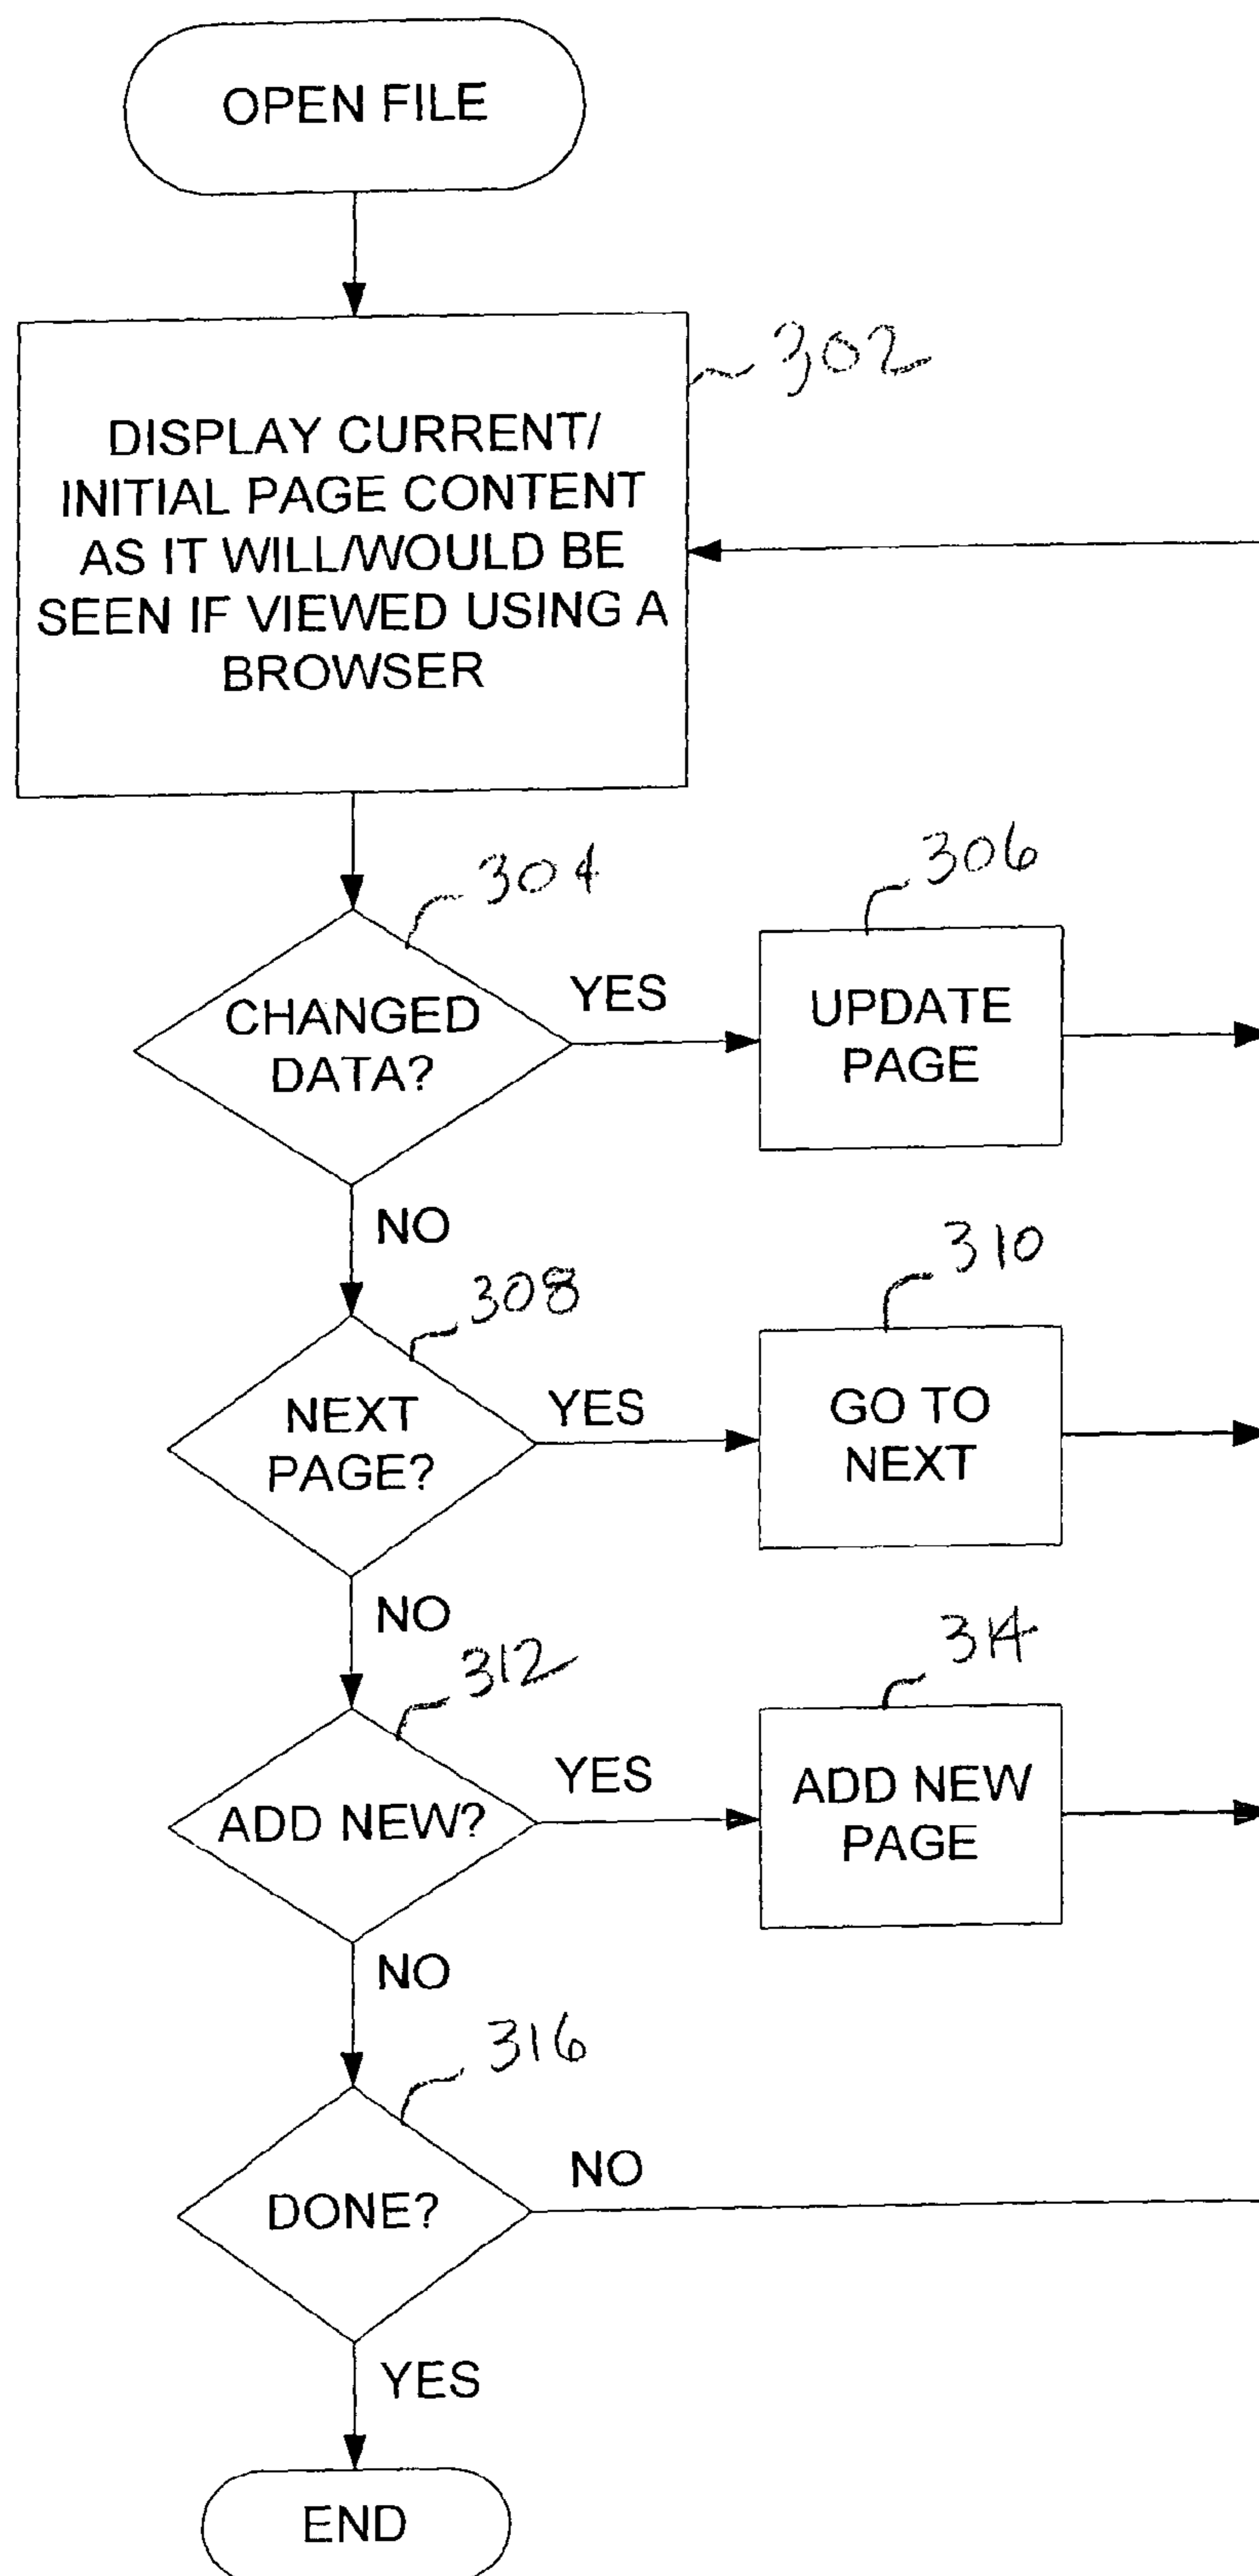 OPEN FILE
302
DISPLAY CURRENT/
INITIAL PAGE CONTENT
AS IT WILL/WOULD BE
SEEN IF VIEWED USING A
BROWSER
304
306
CHANGED
DATA?
YES
UPDATE
PAGE
NO
308
310
NEXT
PAGE?
YES
GO TO
NEXT
NO
312
314
ADD NEW?
YES
ADD NEW
PAGE
NO
316
DONE?
NO
YES
END